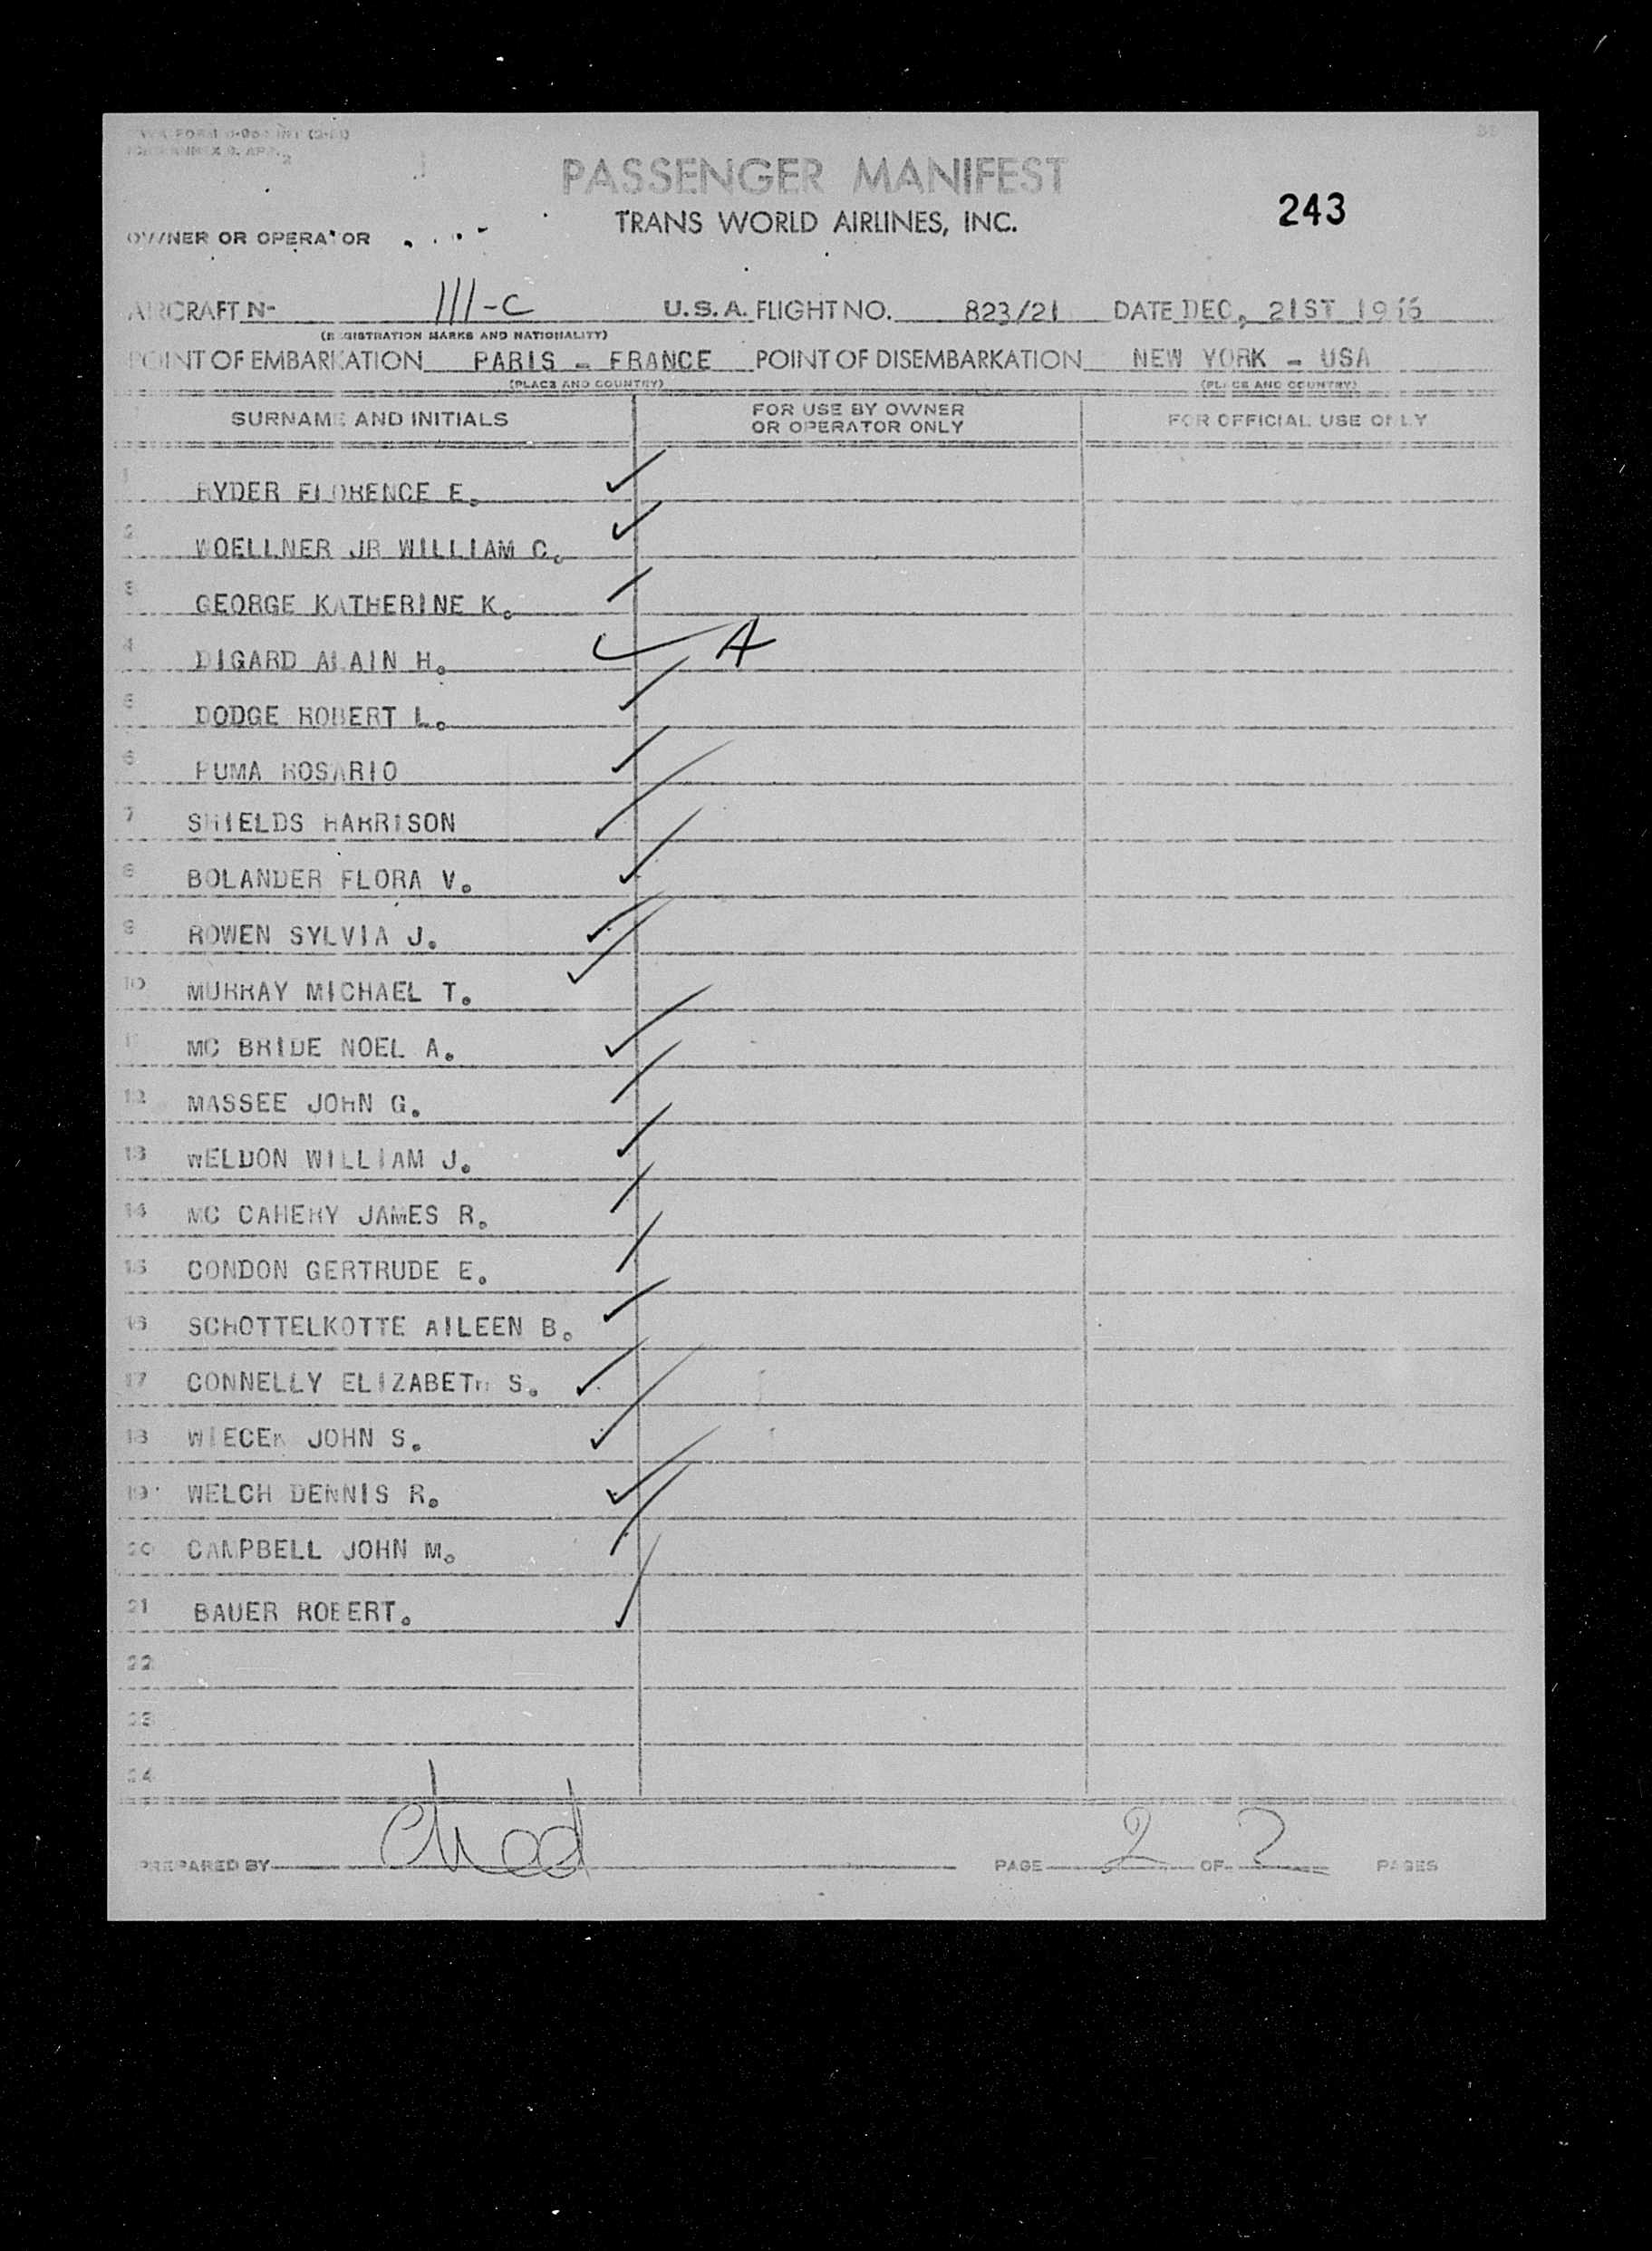 PASSENGER MANIFEST
TRANS WORLD AIRLINES, INC.
243
OWNER OR OPERATOR
AIRCRAFT N- 111-C U.S.A. FLIGHT NO. 823/21 DATE DEC, 21ST
(REGISTRATION MARKS AND NATIONALITY)
POINT OF EMBARKATION PARIS - FRANCE POINT OF DISEMBARKATION NEW YORK - USA
(PLACE AND COUNTRY) (PLACE AND COUNTRY)
SURNAME AND INITIALS FOR USE BY OWNER OR OPERATOR ONLY FOR OFFICIAL USE ONLY
1 RYDER FLORENCE E.
2 WOELLNER JR WILLIAM C.
3 GEORGE KATHERINE K.
4 DIGARD ALAIN H. A
5 DODGE ROBERT L.
6 PUMA ROSARIO
7 SHIELDS HARRISON
8 BOLANDER FLORA V.
9 ROWEN SYLVIA J.
10 MURRAY MICHAEL T.
11 MC BRIDE NOEL A.
12 MASSEE JOHN G.
13 WELDON WILLIAM J.
14 MC CAHERY JAMES R.
15 CONDON GERTRUDE E.
16 SCHOTTELKOTTE AILEEN B.
17 CONNELLY ELIZABETH S.
18 WIECEK JOHN S.
19 WELCH DENNIS R.
20 CAMPBELL JOHN M.
21 BAUER ROBERT.
22
23
24
PREPARED BY PAGE 2 OF 2 PAGES